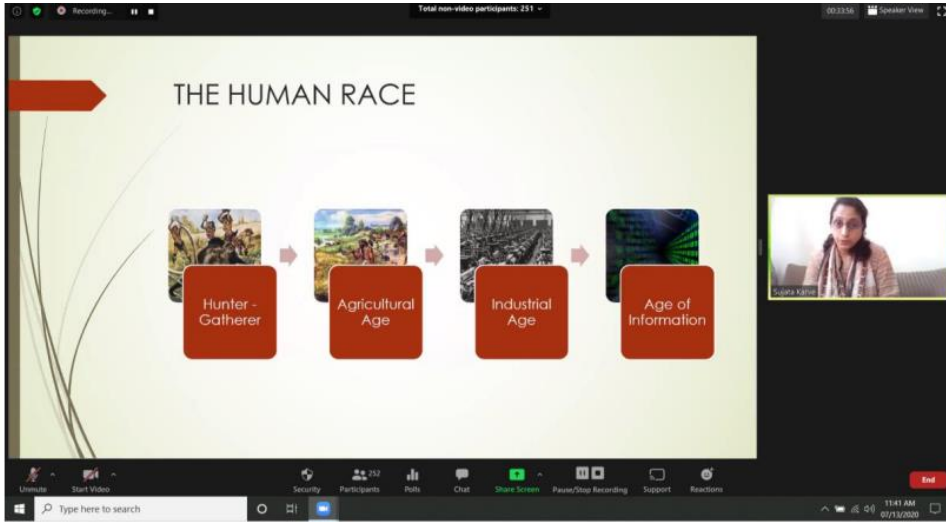 Recording...
Total non-video participants: 251
00:33:56
Speaker View
THE HUMAN RACE
Hunter -
Gatherer
Agricultural
Age
Industrial
Age
Age of
Information
Sujata Karve
Unmute
Start Video
Security
Participants
252
Polls
Chat
Share Screen
Pause/Stop Recording
Support
Reactions
End
Type here to search
11:41 AM
07/13/2020